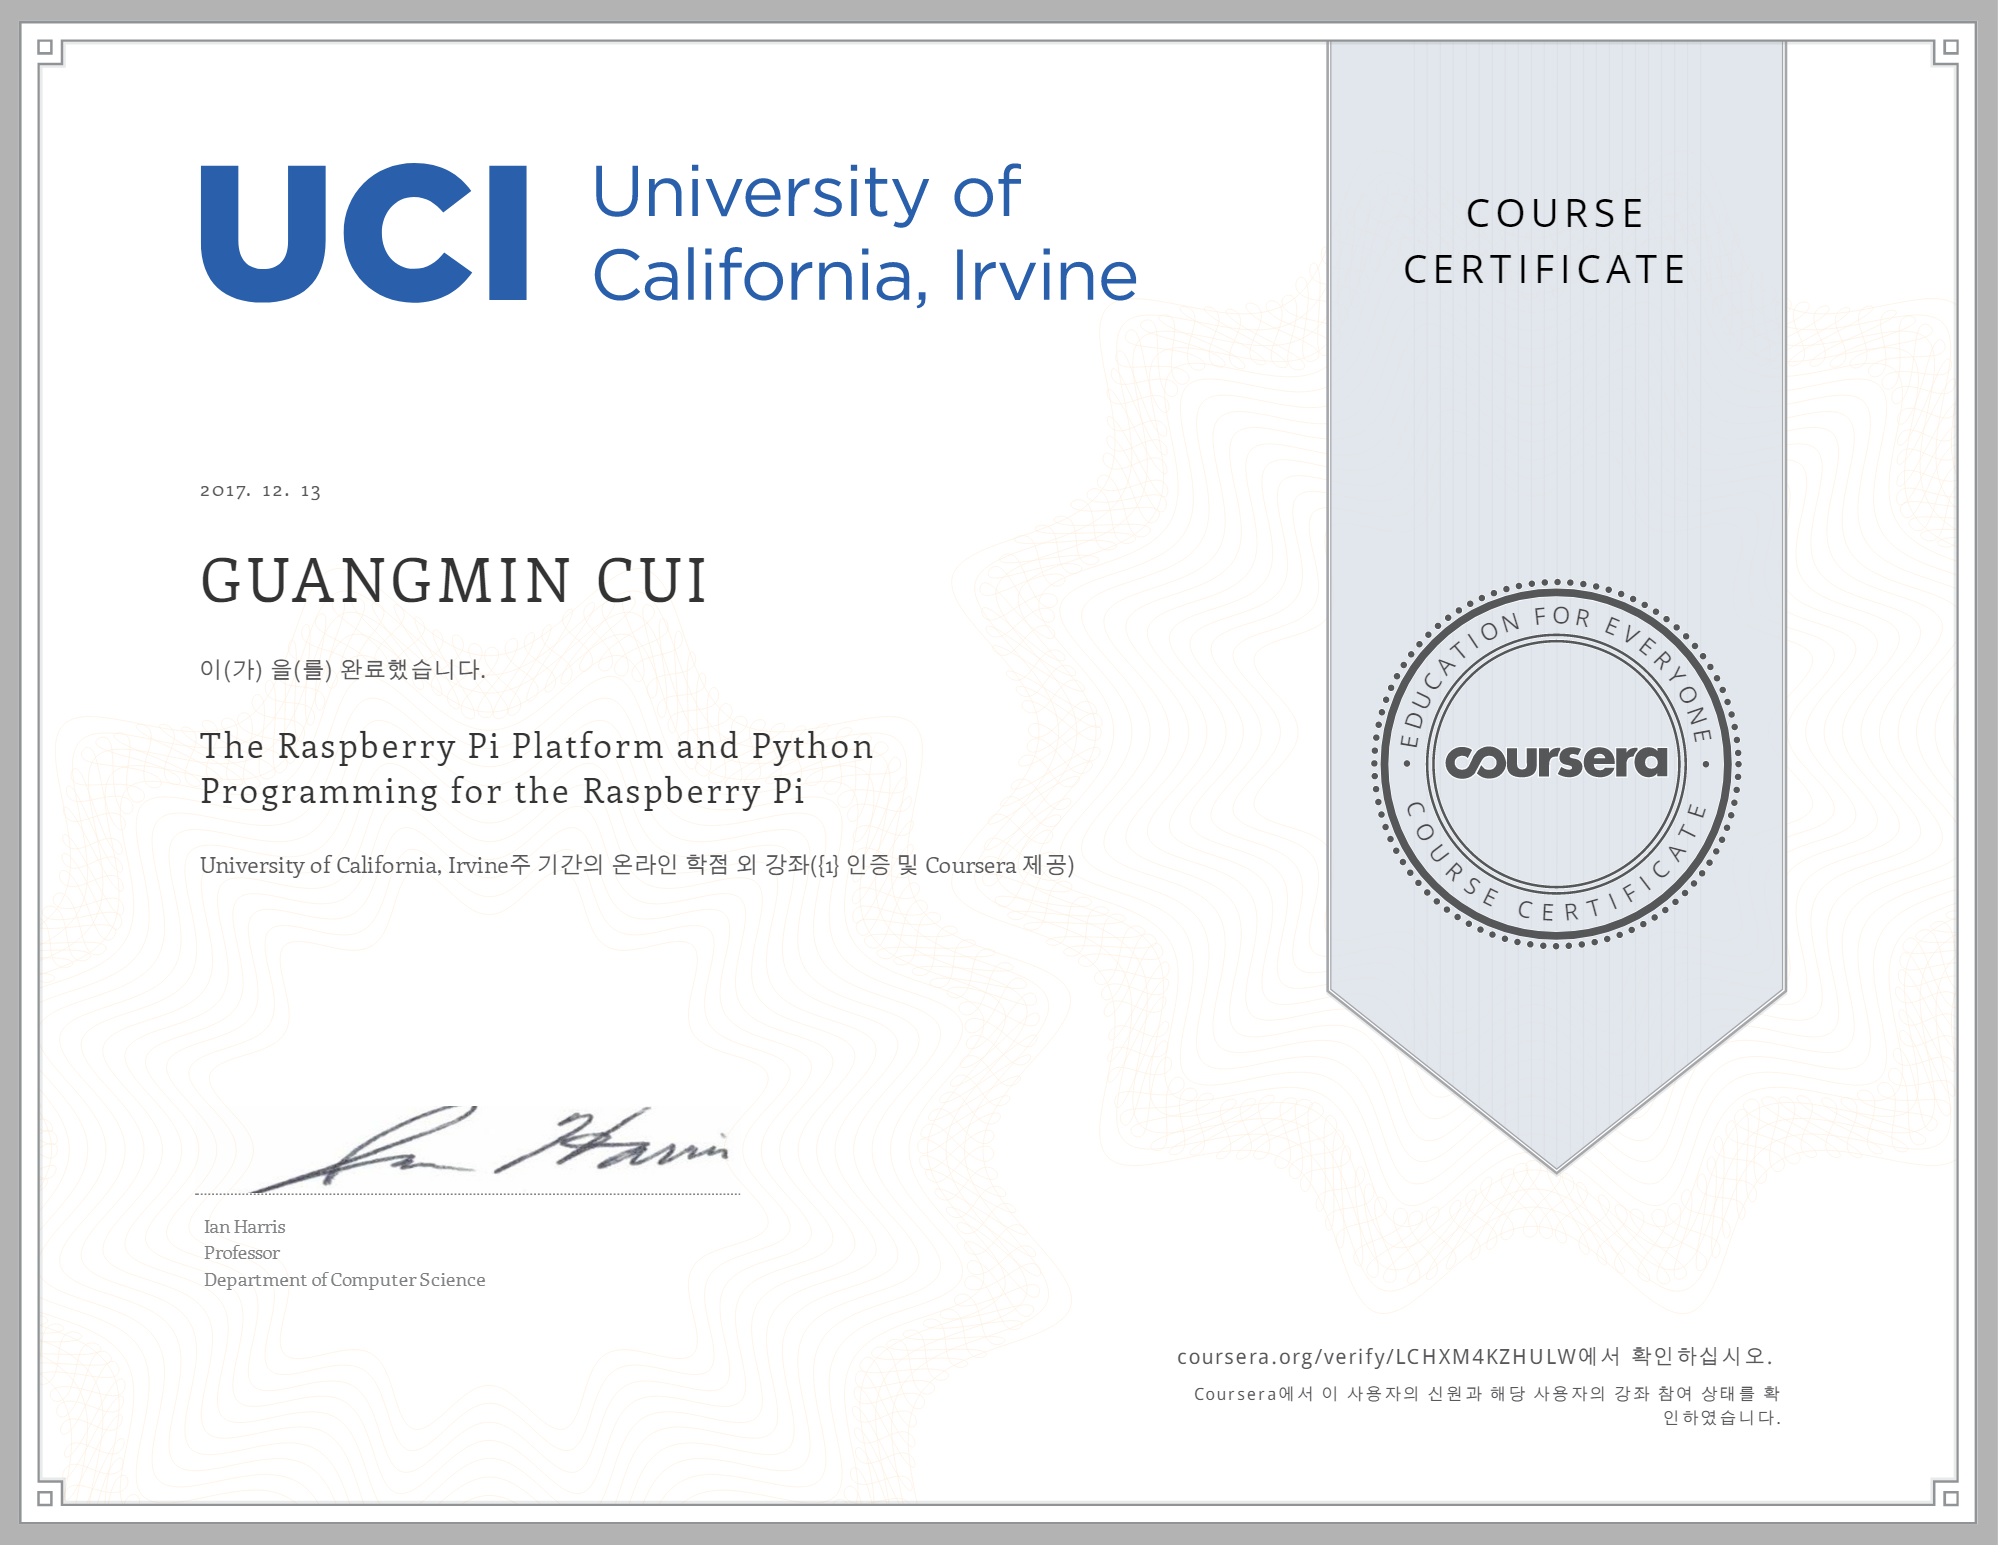 UCI
University of
California, Irvine
COURSE
CERTIFICATE
2017. 12. 13
GUANGMIN CUI
이(가) 을(를) 완료했습니다.
The Raspberry Pi Platform and Python
Programming for the Raspberry Pi
University of California, Irvine주 기간의 온라인 학점 외 강좌({1} 인증 및 Coursera 제공)
EDUCATION FOR EVERYONE
coursera
COURSE CERTIFICATE
Ian Harris
Ian Harris
Professor
Department of Computer Science
coursera.org/verify/LCHXM4KZHULW에서 확인하십시오.
Coursera에서 이 사용자의 신원과 해당 사용자의 강좌 참여 상태를 확
인하였습니다.